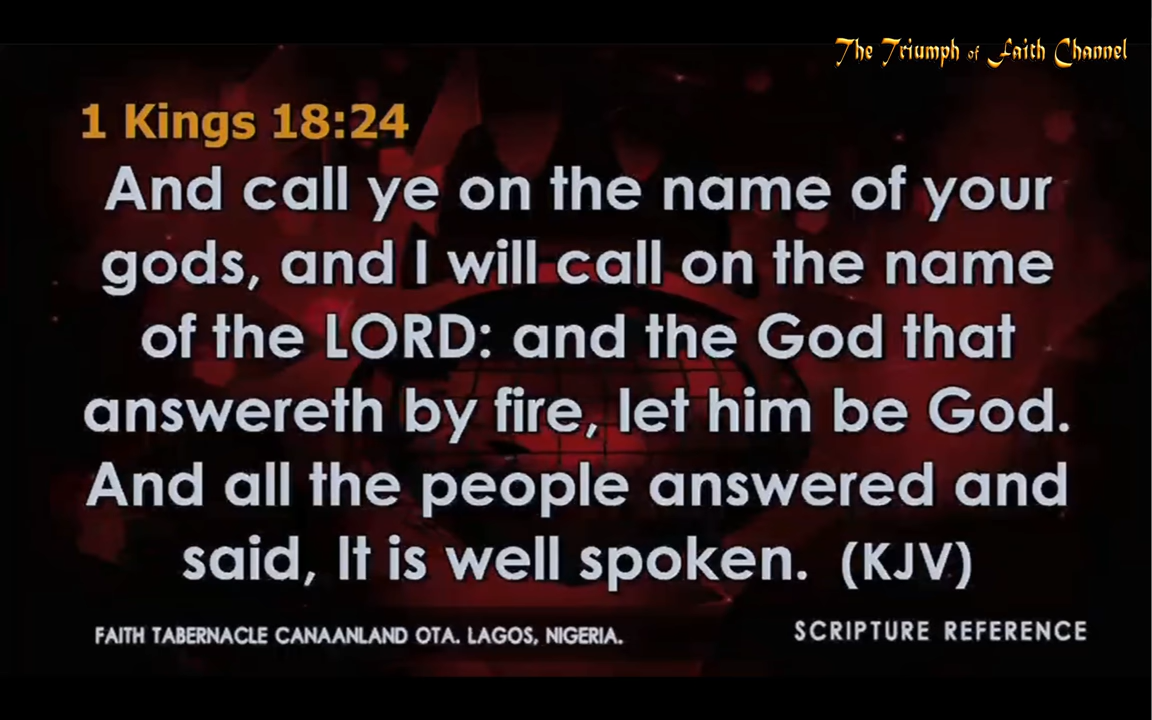 The Triumph of Faith Channel
1 Kings 18:24
And call ye on the name of your
gods, and I will call on the name
of the LORD: and the God that
answereth by fire, let him be God.
And all the people answered and
said, It is well spoken. (KJV)
FAITH TABERNACLE CANAANLAND OTA. LAGOS, NIGERIA.
SCRIPTURE REFERENCE